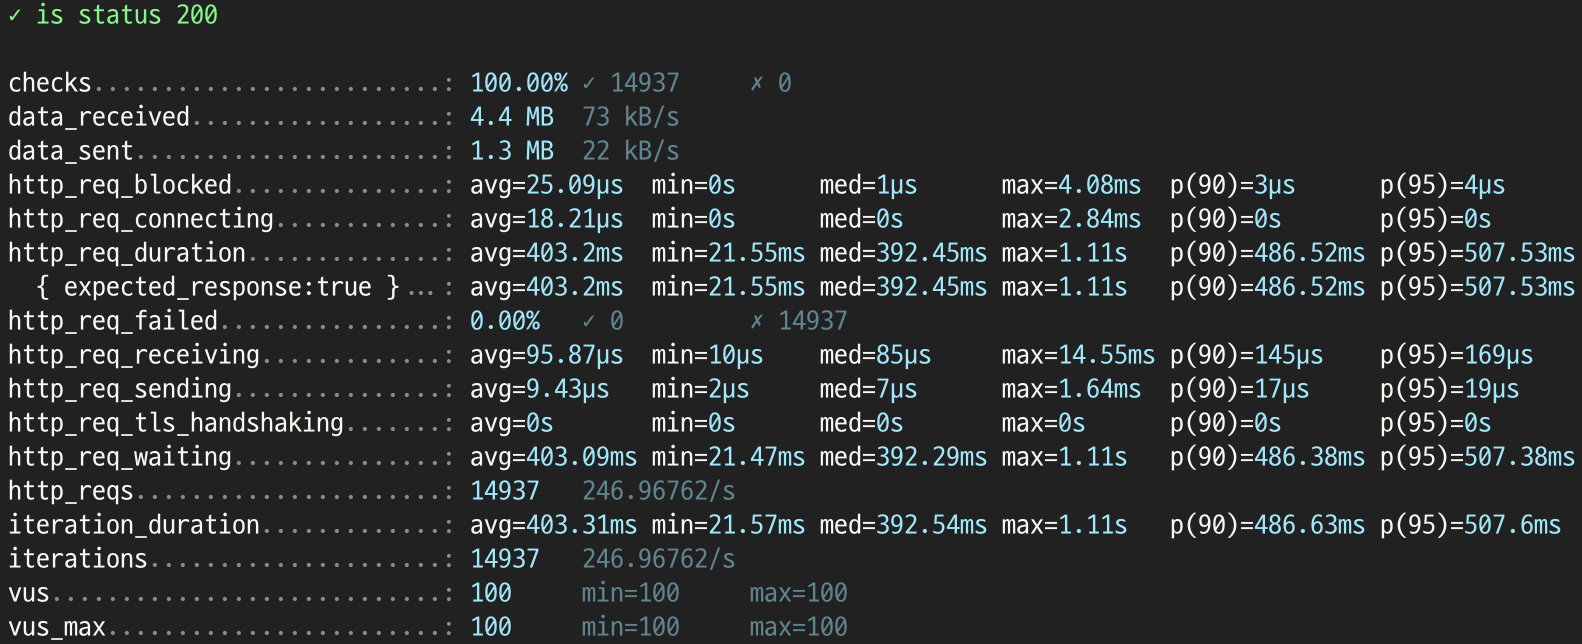 ✓ is status 200
checks.........................: 100.00% ✓ 14937     ✗ 0
data_received..................: 4.4 MB  73 kB/s
data_sent......................: 1.3 MB  22 kB/s
http_req_blocked...............: avg=25.09µs  min=0s      med=1µs      max=4.08ms  p(90)=3µs      p(95)=4µs
http_req_connecting............: avg=18.21µs  min=0s      med=0s       max=2.84ms  p(90)=0s       p(95)=0s
http_req_duration..............: avg=403.2ms  min=21.55ms med=392.45ms max=1.11s   p(90)=486.52ms p(95)=507.53ms
  { expected_response:true }...: avg=403.2ms  min=21.55ms med=392.45ms max=1.11s   p(90)=486.52ms p(95)=507.53ms
http_req_failed................: 0.00%   ✓ 0         ✗ 14937
http_req_receiving.............: avg=95.87µs  min=10µs    med=85µs     max=14.55ms p(90)=145µs    p(95)=169µs
http_req_sending...............: avg=9.43µs   min=2µs     med=7µs      max=1.64ms  p(90)=17µs     p(95)=19µs
http_req_tls_handshaking.......: avg=0s       min=0s      med=0s       max=0s      p(90)=0s       p(95)=0s
http_req_waiting...............: avg=403.09ms min=21.47ms med=392.29ms max=1.11s   p(90)=486.38ms p(95)=507.38ms
http_reqs......................: 14937   246.96762/s
iteration_duration.............: avg=403.31ms min=21.57ms med=392.54ms max=1.11s   p(90)=486.63ms p(95)=507.6ms
iterations.....................: 14937   246.96762/s
vus............................: 100     min=100     max=100
vus_max........................: 100     min=100     max=100